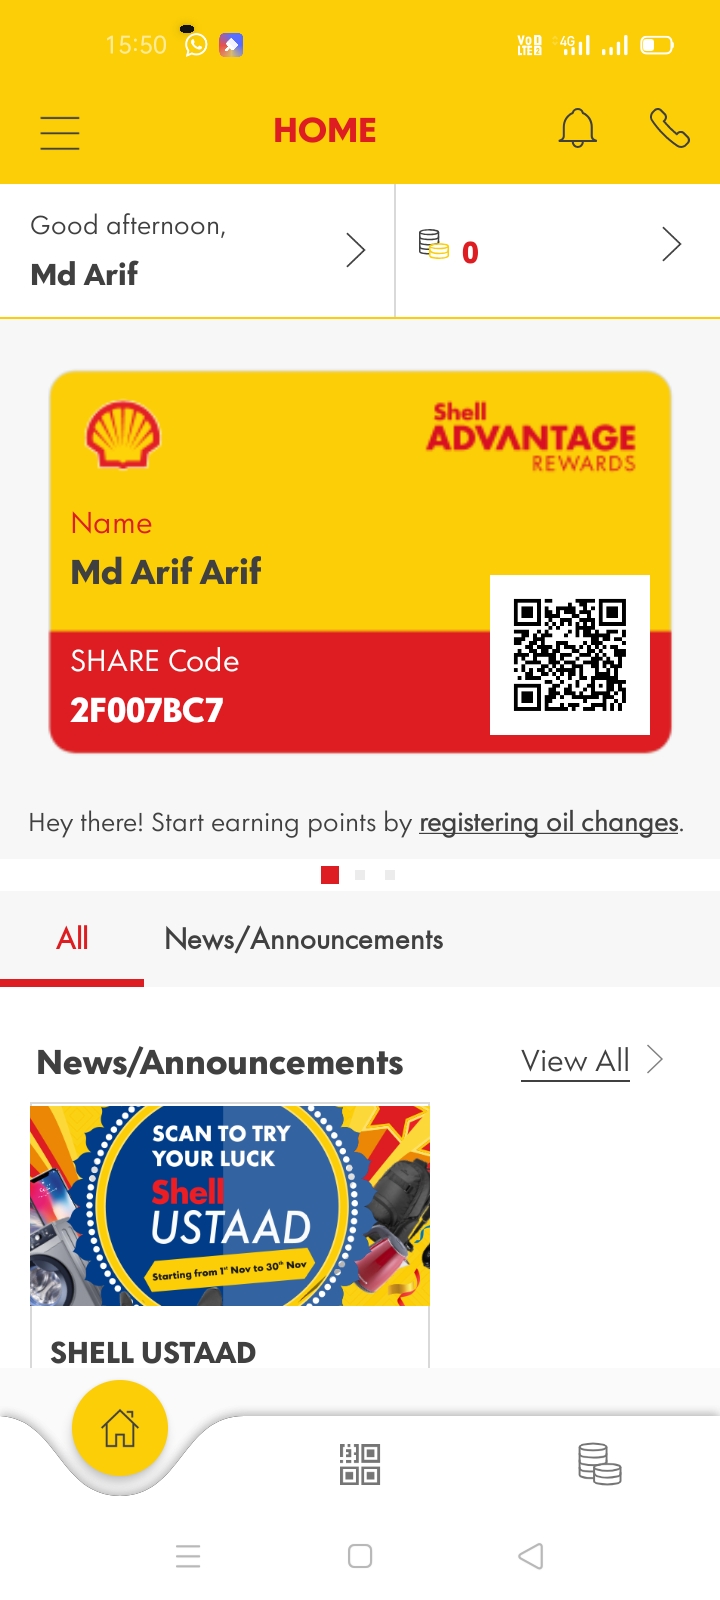 15:50
VoD LTE2 4G
HOME
Good afternoon,
Md Arif
0
Shell
ADVANTAGE
REWARDS
Name
Md Arif Arif
SHARE Code
2F007BC7
Hey there! Start earning points by registering oil changes.
All News/Announcements
News/Announcements View All
SCAN TO TRY
YOUR LUCK
Shell
USTAAD
Starting from 1st Nov to 30th Nov
SHELL USTAAD